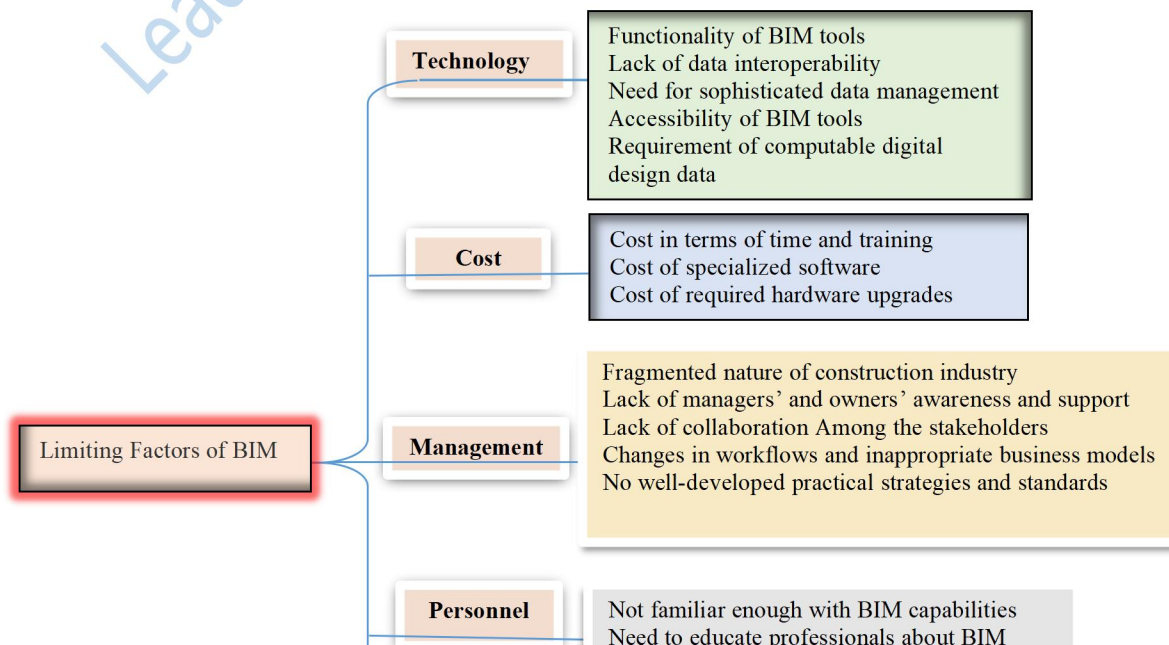 Lea
Technology
Functionality of BIM tools
Lack of data interoperability
Need for sophisticated data management
Accessibility of BIM tools
Requirement of computable digital
design data
Cost
Cost in terms of time and training
Cost of specialized software
Cost of required hardware upgrades
Limiting Factors of BIM
Management
Fragmented nature of construction industry
Lack of managers’ and owners’ awareness and support
Lack of collaboration Among the stakeholders
Changes in workflows and inappropriate business models
No well-developed practical strategies and standards
Personnel
Not familiar enough with BIM capabilities
Need to educate professionals about BIM